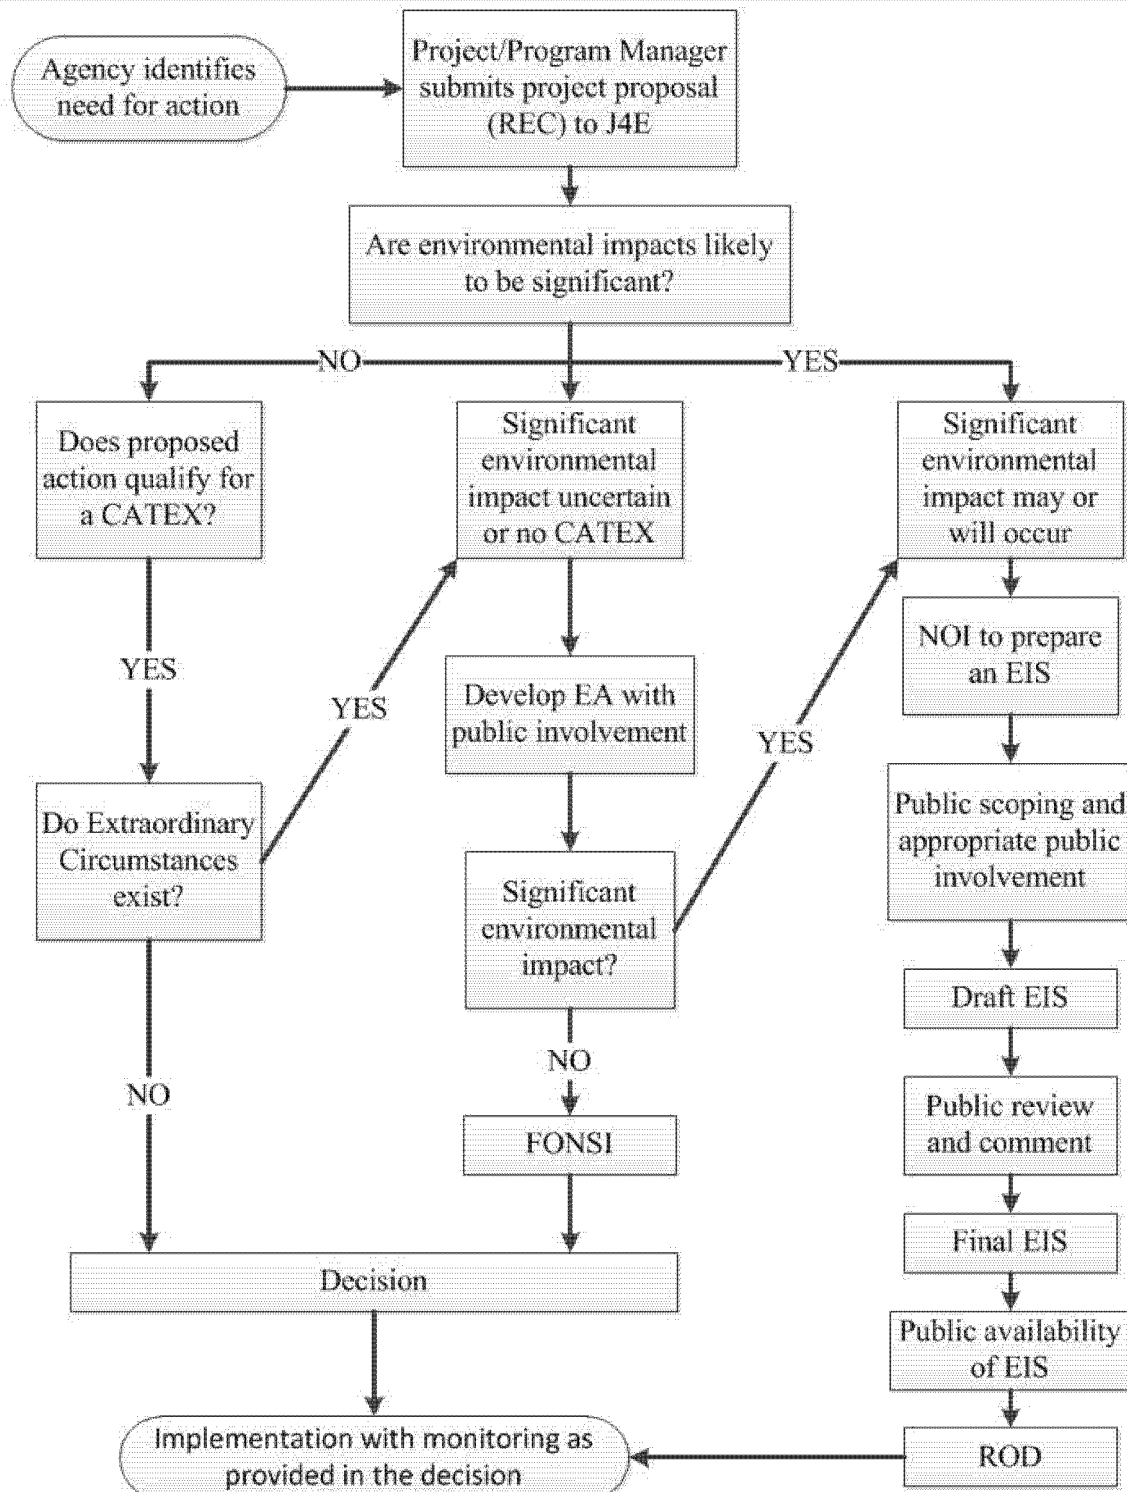 Agency identifies
need for action
Project/Program Manager
submits project proposal
(REC) to J4E
Are environmental impacts likely
to be significant?
NO
YES
Does proposed
action qualify for
a CATEX?
Significant
environmental
impact uncertain
or no CATEX
Significant
environmental
impact may or
will occur
YES
YES
YES
NOI to prepare
an EIS
Develop EA with
public involvement
Do Extraordinary
Circumstances
exist?
Public scoping and
appropriate public
involvement
Significant
environmental
impact?
Draft EIS
NO
NO
Public review
and comment
FONSI
Final EIS
Decision
Public availability
of EIS
Implementation with monitoring as
provided in the decision
ROD